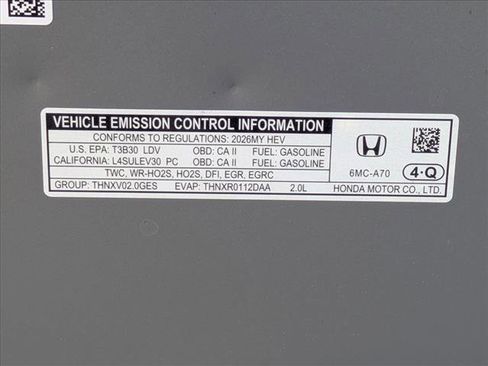 VEHICLE EMISSION CONTROL INFORMATION
CONFORMS TO REGULATIONS: 2026MY HEV
U.S. EPA: T3B30 LDV OBD: CA II FUEL: GASOLINE
CALIFORNIA: L4SULEV30 PC OBD: CA II FUEL: GASOLINE
TWC, WR-HO2S, HO2S, DFI, EGR, EGRC
GROUP: THNXV02.0GES EVAP: THNXR0112DAA 2.0L
6MC-A70 4-Q
HONDA MOTOR CO., LTD.